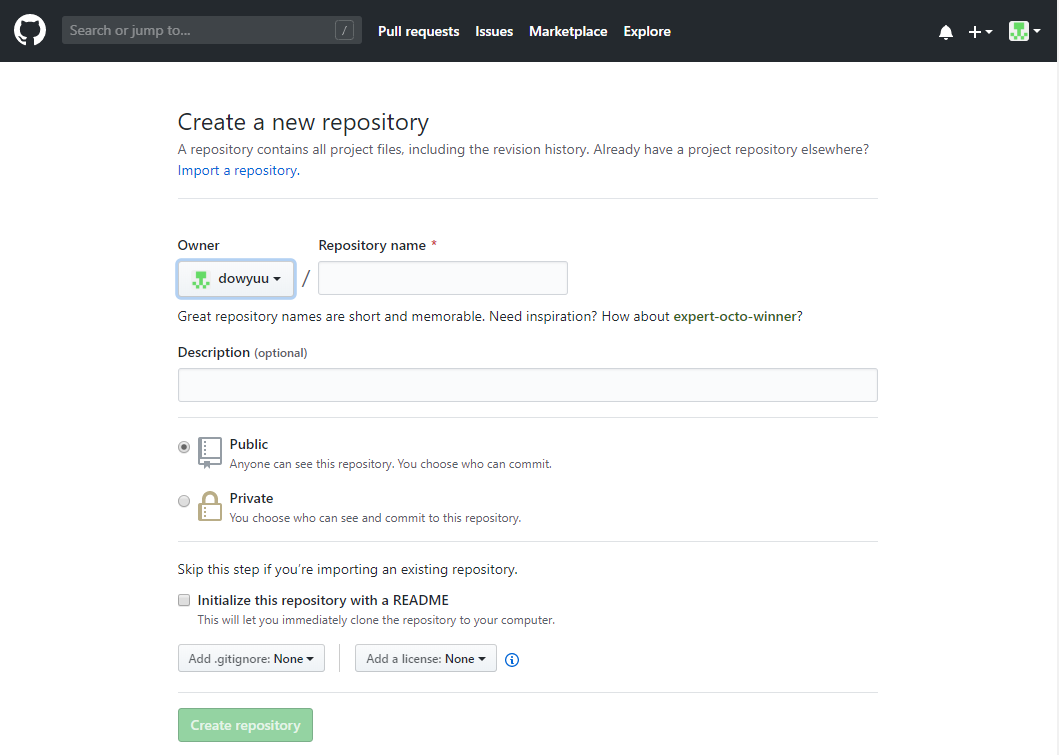 Search or jump to... /
Pull requests Issues Marketplace Explore
Create a new repository
A repository contains all project files, including the revision history. Already have a project repository elsewhere?
Import a repository.
Owner Repository name *
dowyuu /
Great repository names are short and memorable. Need inspiration? How about expert-octo-winner?
Description (optional)
Public
Anyone can see this repository. You choose who can commit.
Private
You choose who can see and commit to this repository.
Skip this step if you’re importing an existing repository.
Initialize this repository with a README
This will let you immediately clone the repository to your computer.
Add .gitignore: None Add a license: None
Create repository